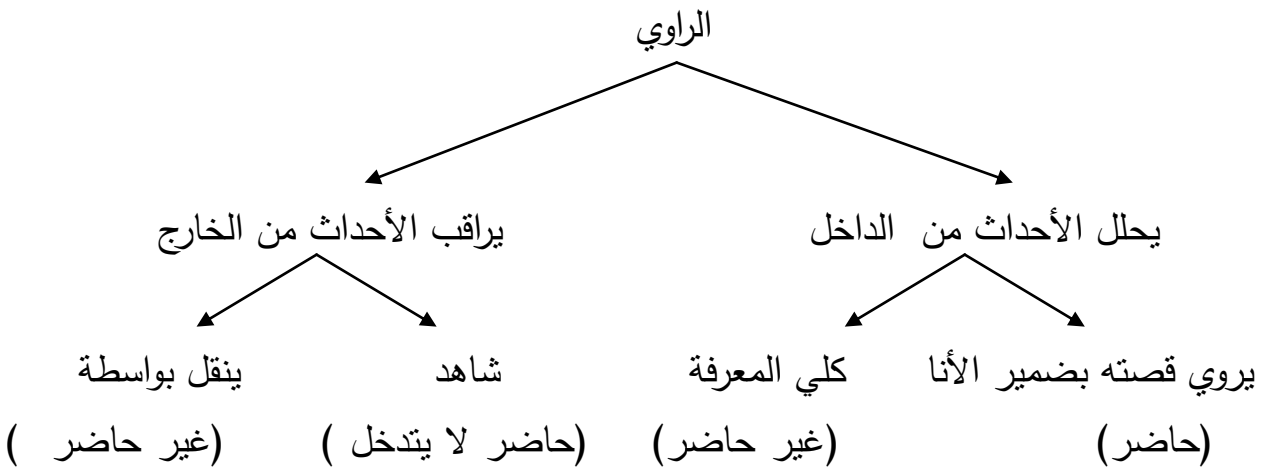 الراوي
يحلل الأحداث من الداخل
يراقب الأحداث من الخارج
يروي قصته بضمير الأنا
كلي المعرفة
شاهد
ينقل بواسطة
(حاضر)
(غير حاضر)
(حاضر لا يتدخل )
(غير حاضر )